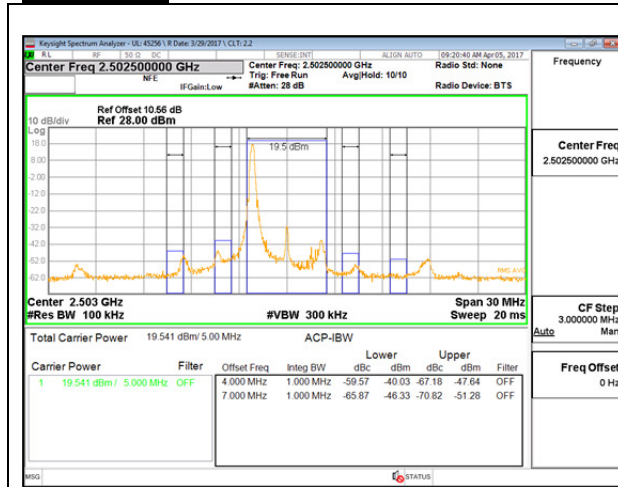 Keysight Spectrum Analyzer - UL: 45256 \ R Date: 3/29/2017 \ CLT: 2.2
RL RF 50 Ω DC SENSE:INT ALIGN AUTO 09:20:40 AM Apr 05, 2017
Center Freq 2.502500000 GHz Center Freq: 2.502500000 GHz Radio Std: None Frequency
NFE Trig: Free Run Avg|Hold: 10/10
IFGain:Low #Atten: 28 dB Radio Device: BTS
Ref Offset 10.56 dB
10 dB/div Ref 28.00 dBm
Log
18.0
19.5 dBm
Center Freq
8.00
2.502500000 GHz
-2.00
-12.0
-22.0
-32.0
-42.0
-52.0
-62.0
RMS AVG
Center 2.503 GHz Span 30 MHz
#Res BW 100 kHz #VBW 300 kHz Sweep 20 ms
CF Step
3.000000 MHz
Auto Man
Total Carrier Power 19.541 dBm/ 5.00 MHz ACP-IBW
Lower Upper
Carrier Power Filter Offset Freq Integ BW dBc dBm dBc dBm Filter
Freq Offset
0 Hz
1 19.541 dBm / 5.000 MHz OFF 4.000 MHz 1.000 MHz -59.57 -40.03 -67.18 -47.64 OFF
7.000 MHz 1.000 MHz -65.87 -46.33 -70.82 -51.28 OFF
MSG STATUS